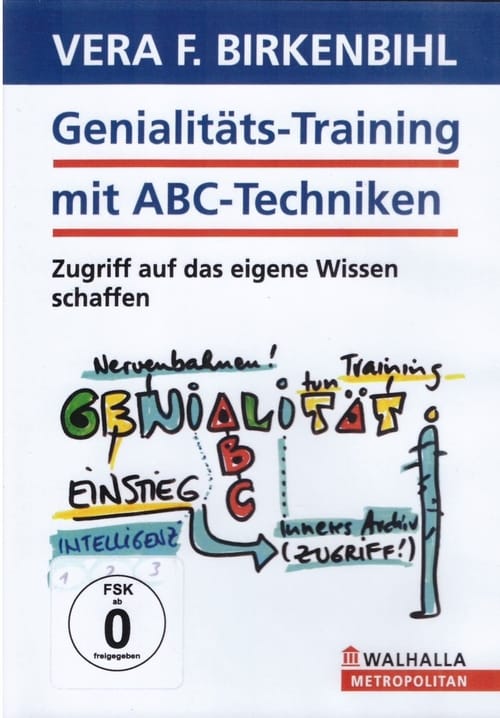 VERA F. BIRKENBIHL
Genialitäts-Training
mit ABC-Techniken
Zugriff auf das eigene Wissen
schaffen
Nervenbahnen!
tun Training
GENIALITÄT
B
C
EINSTIEG
INTELLIGENZ
1 2 3
Inneres Archiv
(ZUGRIFF!)
FSK
ab
0
freigegeben
WALHALLA
METROPOLITAN